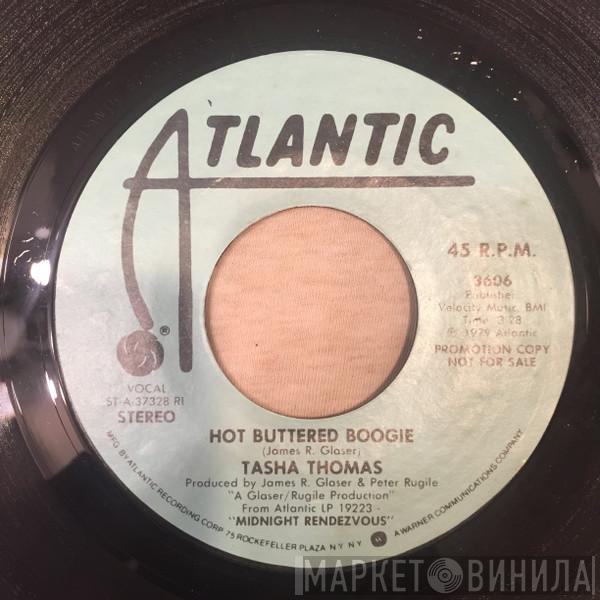 ATLANTIC
45 R.P.M.
3606
Publisher
Velocity Music, BMI
Time: 3:28
℗ 1979 Atlantic
PROMOTION COPY
NOT FOR SALE
®
VOCAL
ST-A-37328 RI
STEREO
HOT BUTTERED BOOGIE
(James R. Glaser)
TASHA THOMAS
Produced by James R. Glaser & Peter Rugile
"A Glaser/Rugile Production"
From Atlantic LP 19223 -
"MIDNIGHT RENDEZVOUS"
MFG BY ATLANTIC RECORDING CORP 75 ROCKEFELLER PLAZA NY NY A WARNER COMMUNICATIONS COMPANY
МАРКЕТ ВИНИЛА